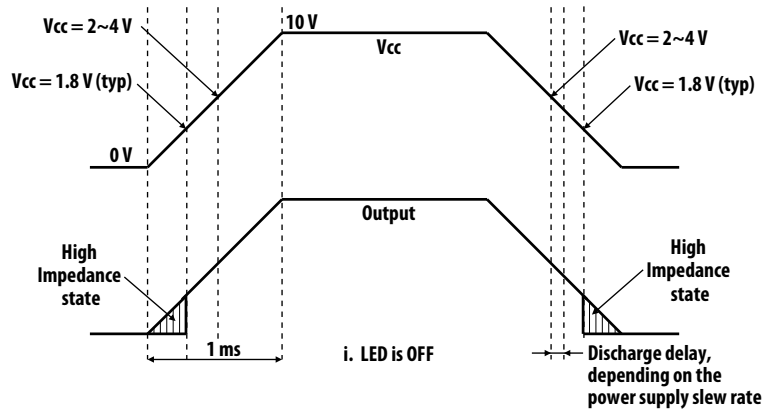 Vcc = 2~4 V
10 V
Vcc
Vcc = 2~4 V
Vcc = 1.8 V (typ)
Vcc = 1.8 V (typ)
0 V
Output
High
Impedance
state
High
Impedance
state
1 ms
i. LED is OFF
Discharge delay,
depending on the
power supply slew rate